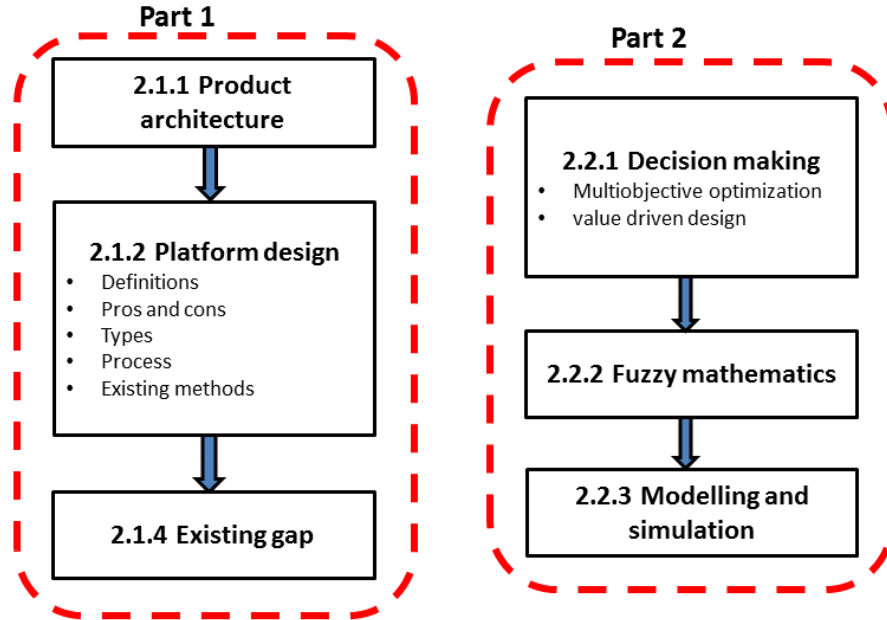 Part 1
2.1.1 Product
architecture
2.1.2 Platform design
• Definitions
• Pros and cons
• Types
• Process
• Existing methods
2.1.4 Existing gap
Part 2
2.2.1 Decision making
• Multiobjective optimization
• value driven design
2.2.2 Fuzzy mathematics
2.2.3 Modelling and
simulation